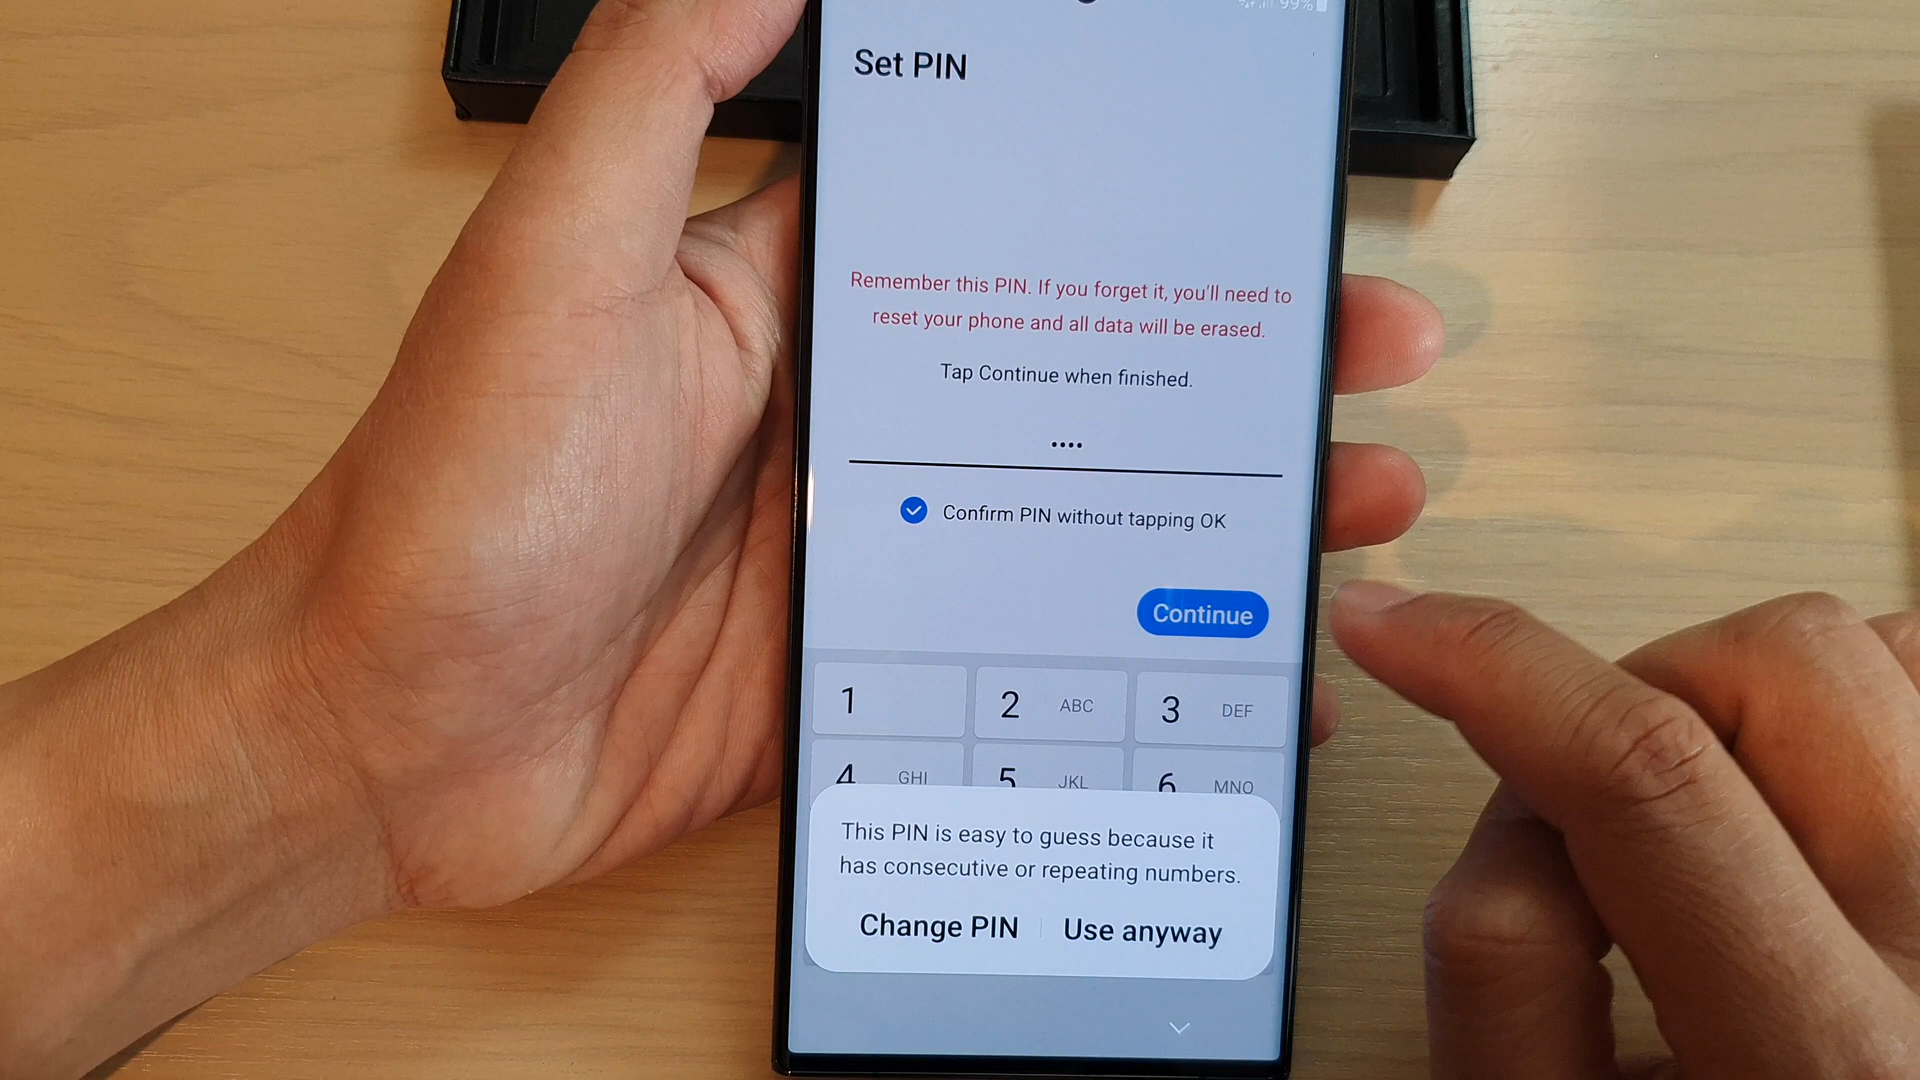 99%
Set PIN
Remember this PIN. If you forget it, you'll need to
reset your phone and all data will be erased.
Tap Continue when finished.
••••
Confirm PIN without tapping OK
Continue
1
2 ABC
3 DEF
4 GHI
5 JKL
6 MNO
This PIN is easy to guess because it
has consecutive or repeating numbers.
Change PIN
Use anyway